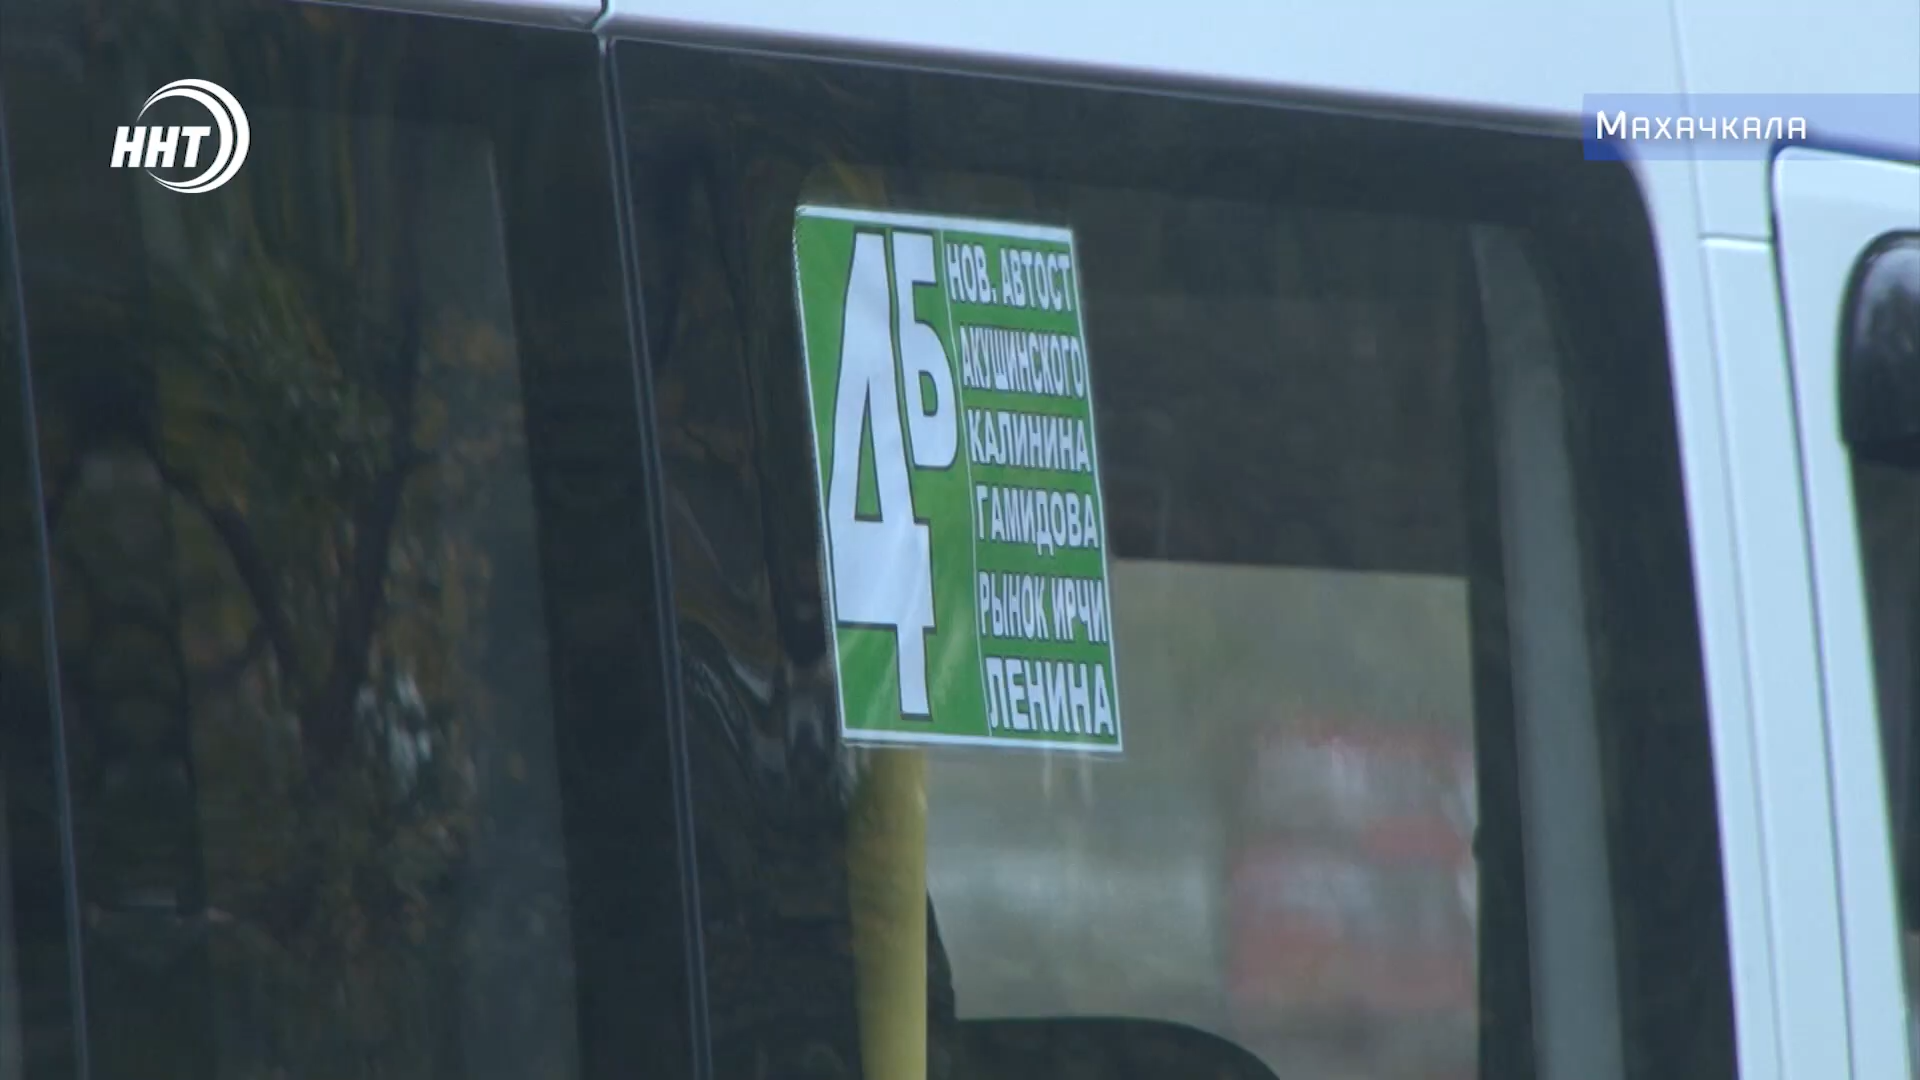 ННТ
Махачкала
4Б
НОВ. АВТОСТ
АКУШИНСКОГО
КАЛИНИНА
ГАМИДОВА
РЫНОК ИРЧИ
ЛЕНИНА